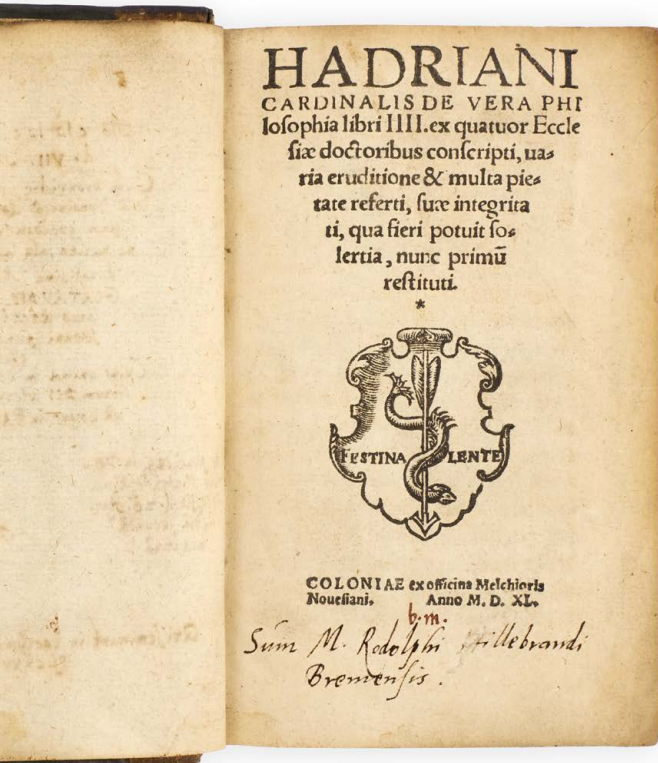 HADRIANI
CARDINALIS DE VERA PHI
losophia libri IIII. ex quatuor Eccle
siæ doctoribus conscripti, ua-
ria eruditione & multa pie-
tate referti, suæ integrita
ti, qua fieri potuit so-
lertia, nunc primū
restituti.
*
FESTINA LENTE
COLONIAE ex officina Melchioris
Nouesiani. Anno M. D. XL.
b.m.
Sum M. Rodolphi Hillebrandi
Bremensis.